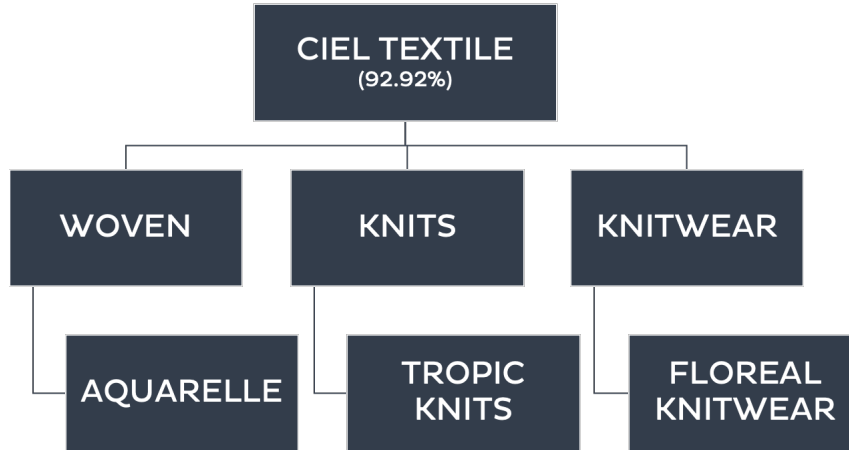 CIEL TEXTILE
(92.92%)
WOVEN
KNITS
KNITWEAR
AQUARELLE
TROPIC
KNITS
FLOREAL
KNITWEAR